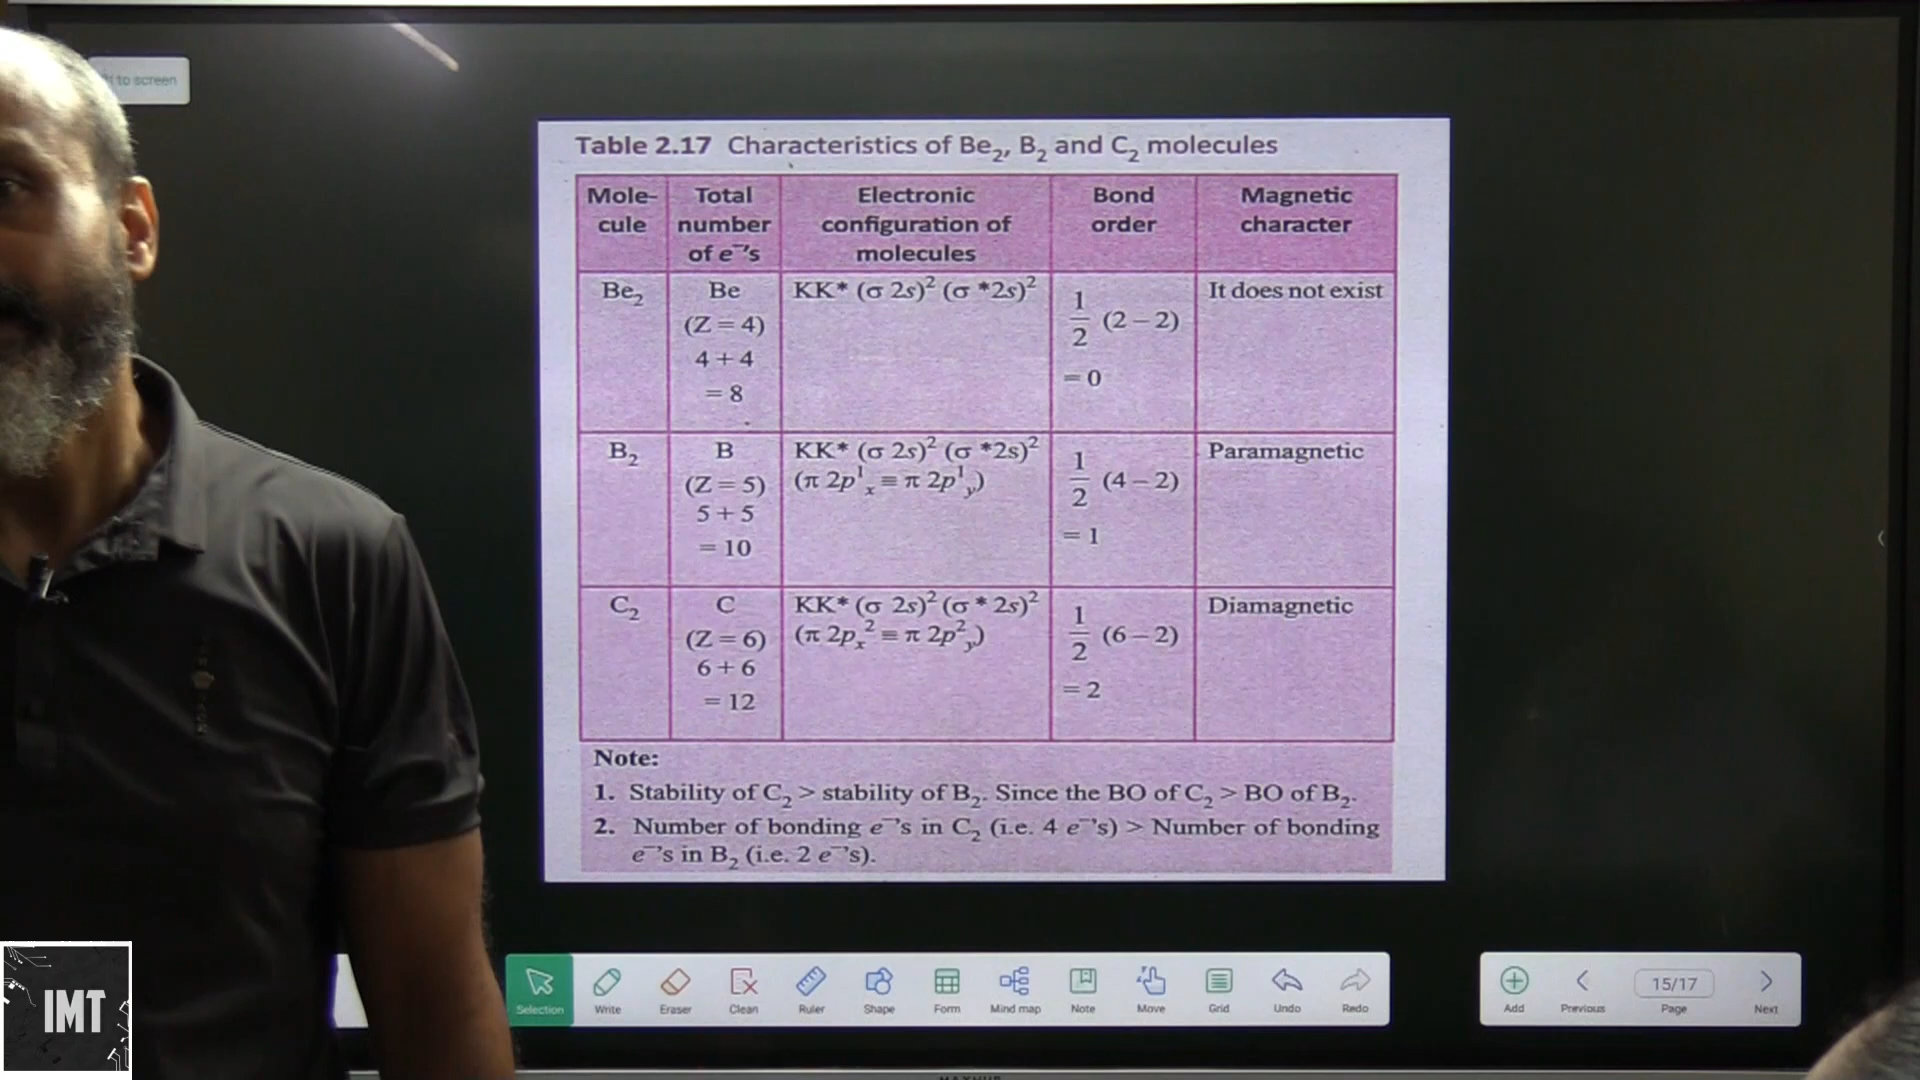 to screen
Table 2.17 Characteristics of Be₂, B₂ and C₂ molecules
Mole-cule | Total number of e⁻'s | Electronic configuration of molecules | Bond order | Magnetic character
Be₂ | Be (Z = 4) 4 + 4 = 8 | KK* (σ 2s)² (σ *2s)² | 1/2 (2 – 2) = 0 | It does not exist
B₂ | B (Z = 5) 5 + 5 = 10 | KK* (σ 2s)² (σ *2s)² (π 2p¹ₓ ≡ π 2p¹ᵧ) | 1/2 (4 – 2) = 1 | Paramagnetic
C₂ | C (Z = 6) 6 + 6 = 12 | KK* (σ 2s)² (σ * 2s)² (π 2pₓ² ≡ π 2p²ᵧ) | 1/2 (6 – 2) = 2 | Diamagnetic
Note:
1. Stability of C₂ > stability of B₂. Since the BO of C₂ > BO of B₂.
2. Number of bonding e⁻'s in C₂ (i.e. 4 e⁻'s) > Number of bonding
e⁻'s in B₂ (i.e. 2 e⁻'s).
Selection Write Eraser Clean Ruler Shape Form Mind map Note Move Grid Undo Redo
Add Previous 15/17 Page Next
IMT